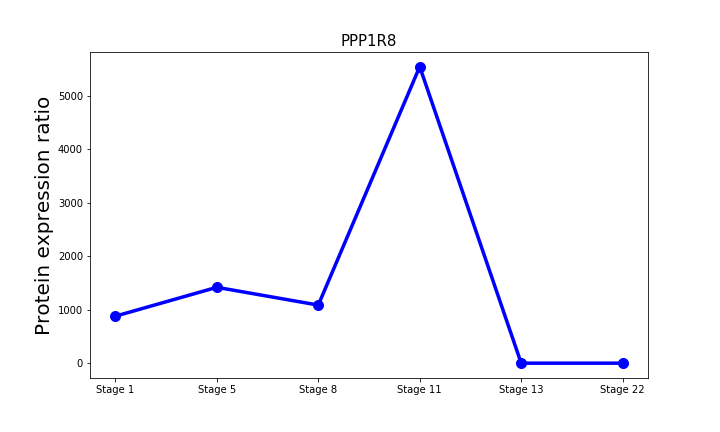 PPP1R8
Protein expression ratio
5000
4000
3000
2000
1000
0
Stage 1 Stage 5 Stage 8 Stage 11 Stage 13 Stage 22